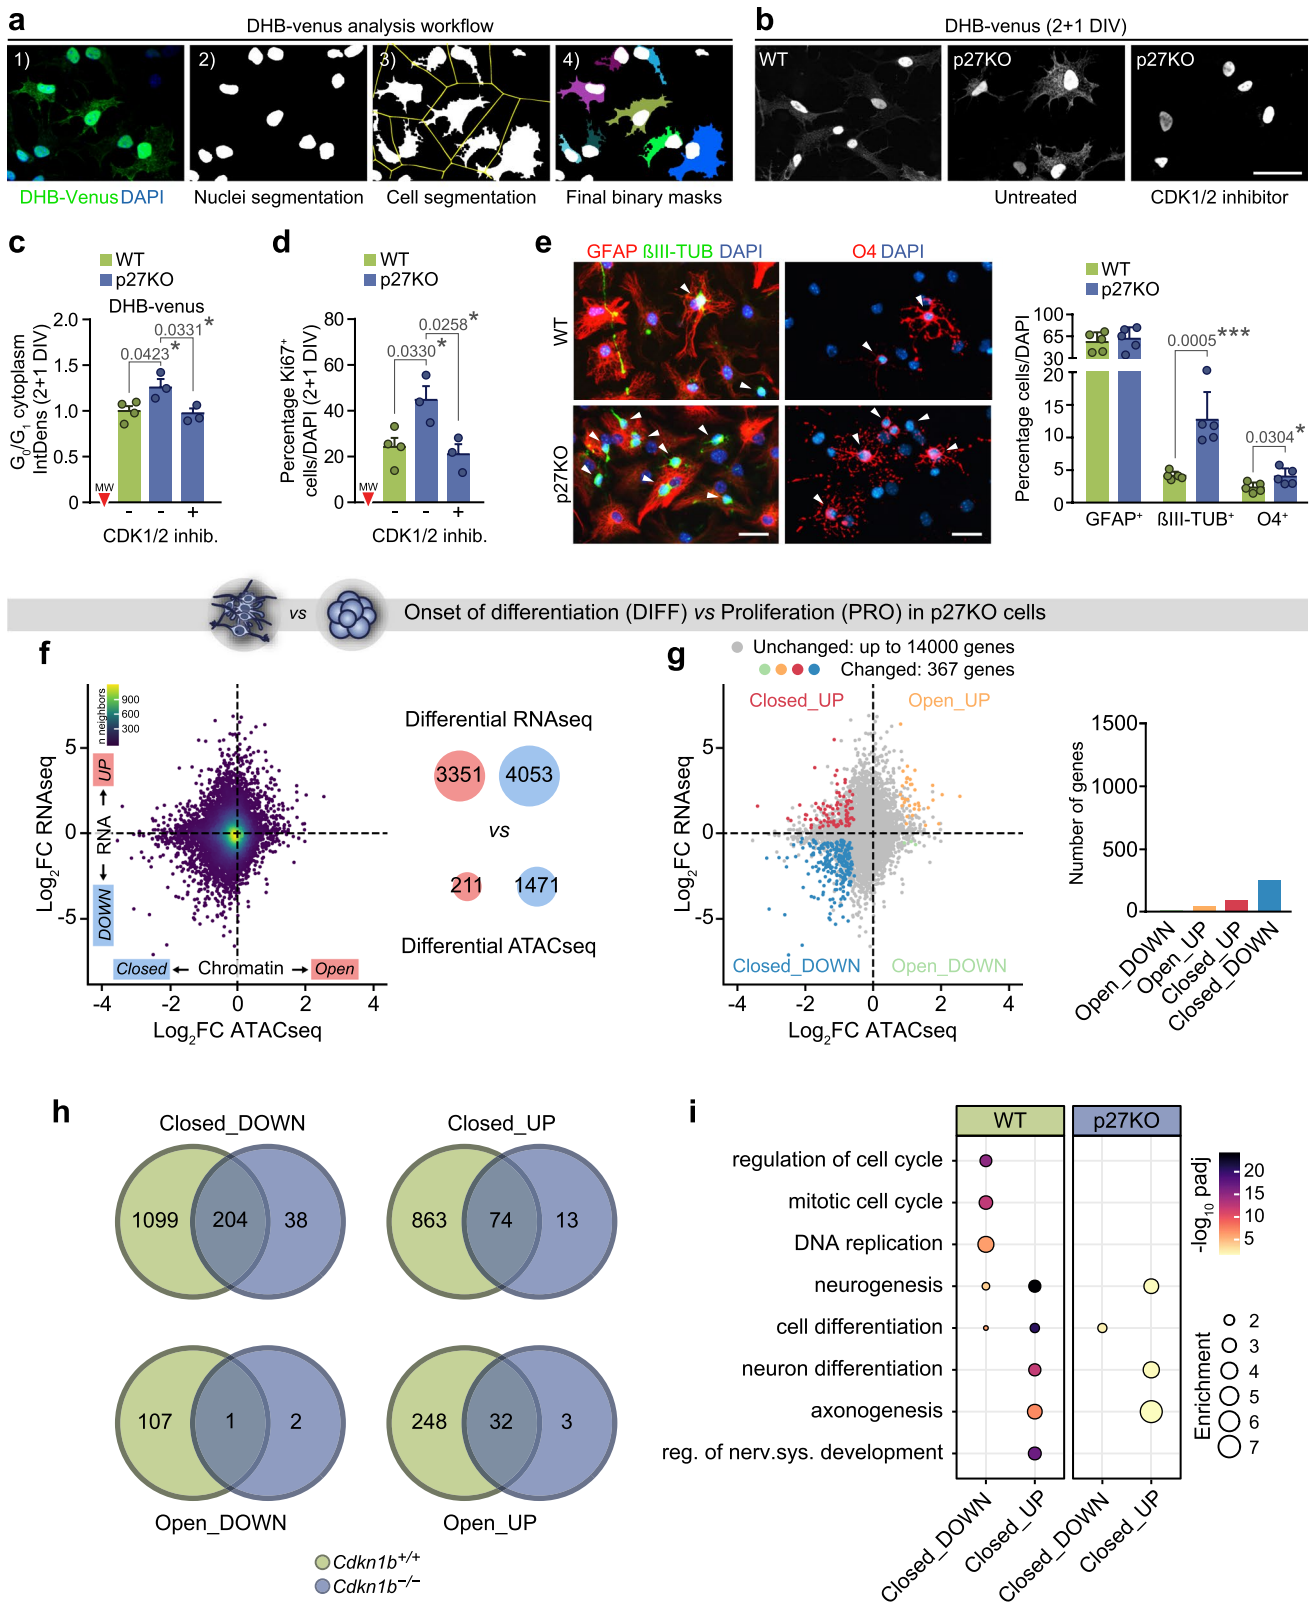 a
DHB-venus analysis workflow
1)
2)
3)
4)
DHB-Venus DAPI
Nuclei segmentation
Cell segmentation
Final binary masks
b
DHB-venus (2+1 DIV)
WT
p27KO
p27KO
Untreated
CDK1/2 inhibitor
c
WT
p27KO
DHB-venus
G0/G1 cytoplasm
IntDens (2+1 DIV)
2.0
1.5
1.0
0.5
0
0.0423 *
0.0331 *
MW
- - +
CDK1/2 inhib.
d
WT
p27KO
Percentage Ki67+
cells/DAPI (2+1 DIV)
80
60
40
20
0
0.0330 *
0.0258 *
MW
- - +
CDK1/2 inhib.
e
GFAP ßIII-TUB DAPI
O4 DAPI
WT
p27KO
WT
p27KO
Percentage cells/DAPI
100
65
30
20
15
10
5
0
0.0005 ***
0.0304 *
GFAP+ ßIII-TUB+ O4+
vs
Onset of differentiation (DIFF) vs Proliferation (PRO) in p27KO cells
f
n neighbors
900
600
300
Log2FC RNAseq
DOWN ← RNA → UP
5
0
-5
Closed ← Chromatin → Open
-4 -2 0 2 4
Log2FC ATACseq
Differential RNAseq
3351 4053
vs
211 1471
Differential ATACseq
g
Unchanged: up to 14000 genes
Changed: 367 genes
Closed_UP
Open_UP
Closed_DOWN
Open_DOWN
Log2FC RNAseq
5
0
-5
-4 -2 0 2 4
Log2FC ATACseq
Number of genes
1500
1000
500
0
Open_DOWN
Open_UP
Closed_UP
Closed_DOWN
h
Closed_DOWN
1099 204 38
Closed_UP
863 74 13
107 1 2
Open_DOWN
248 32 3
Open_UP
Cdkn1b+/+
Cdkn1b−/−
i
WT
p27KO
regulation of cell cycle
mitotic cell cycle
DNA replication
neurogenesis
cell differentiation
neuron differentiation
axonogenesis
reg. of nerv.sys. development
Closed_DOWN
Closed_UP
Closed_DOWN
Closed_UP
-log10 padj
20
15
10
5
Enrichment
2
3
4
5
6
7